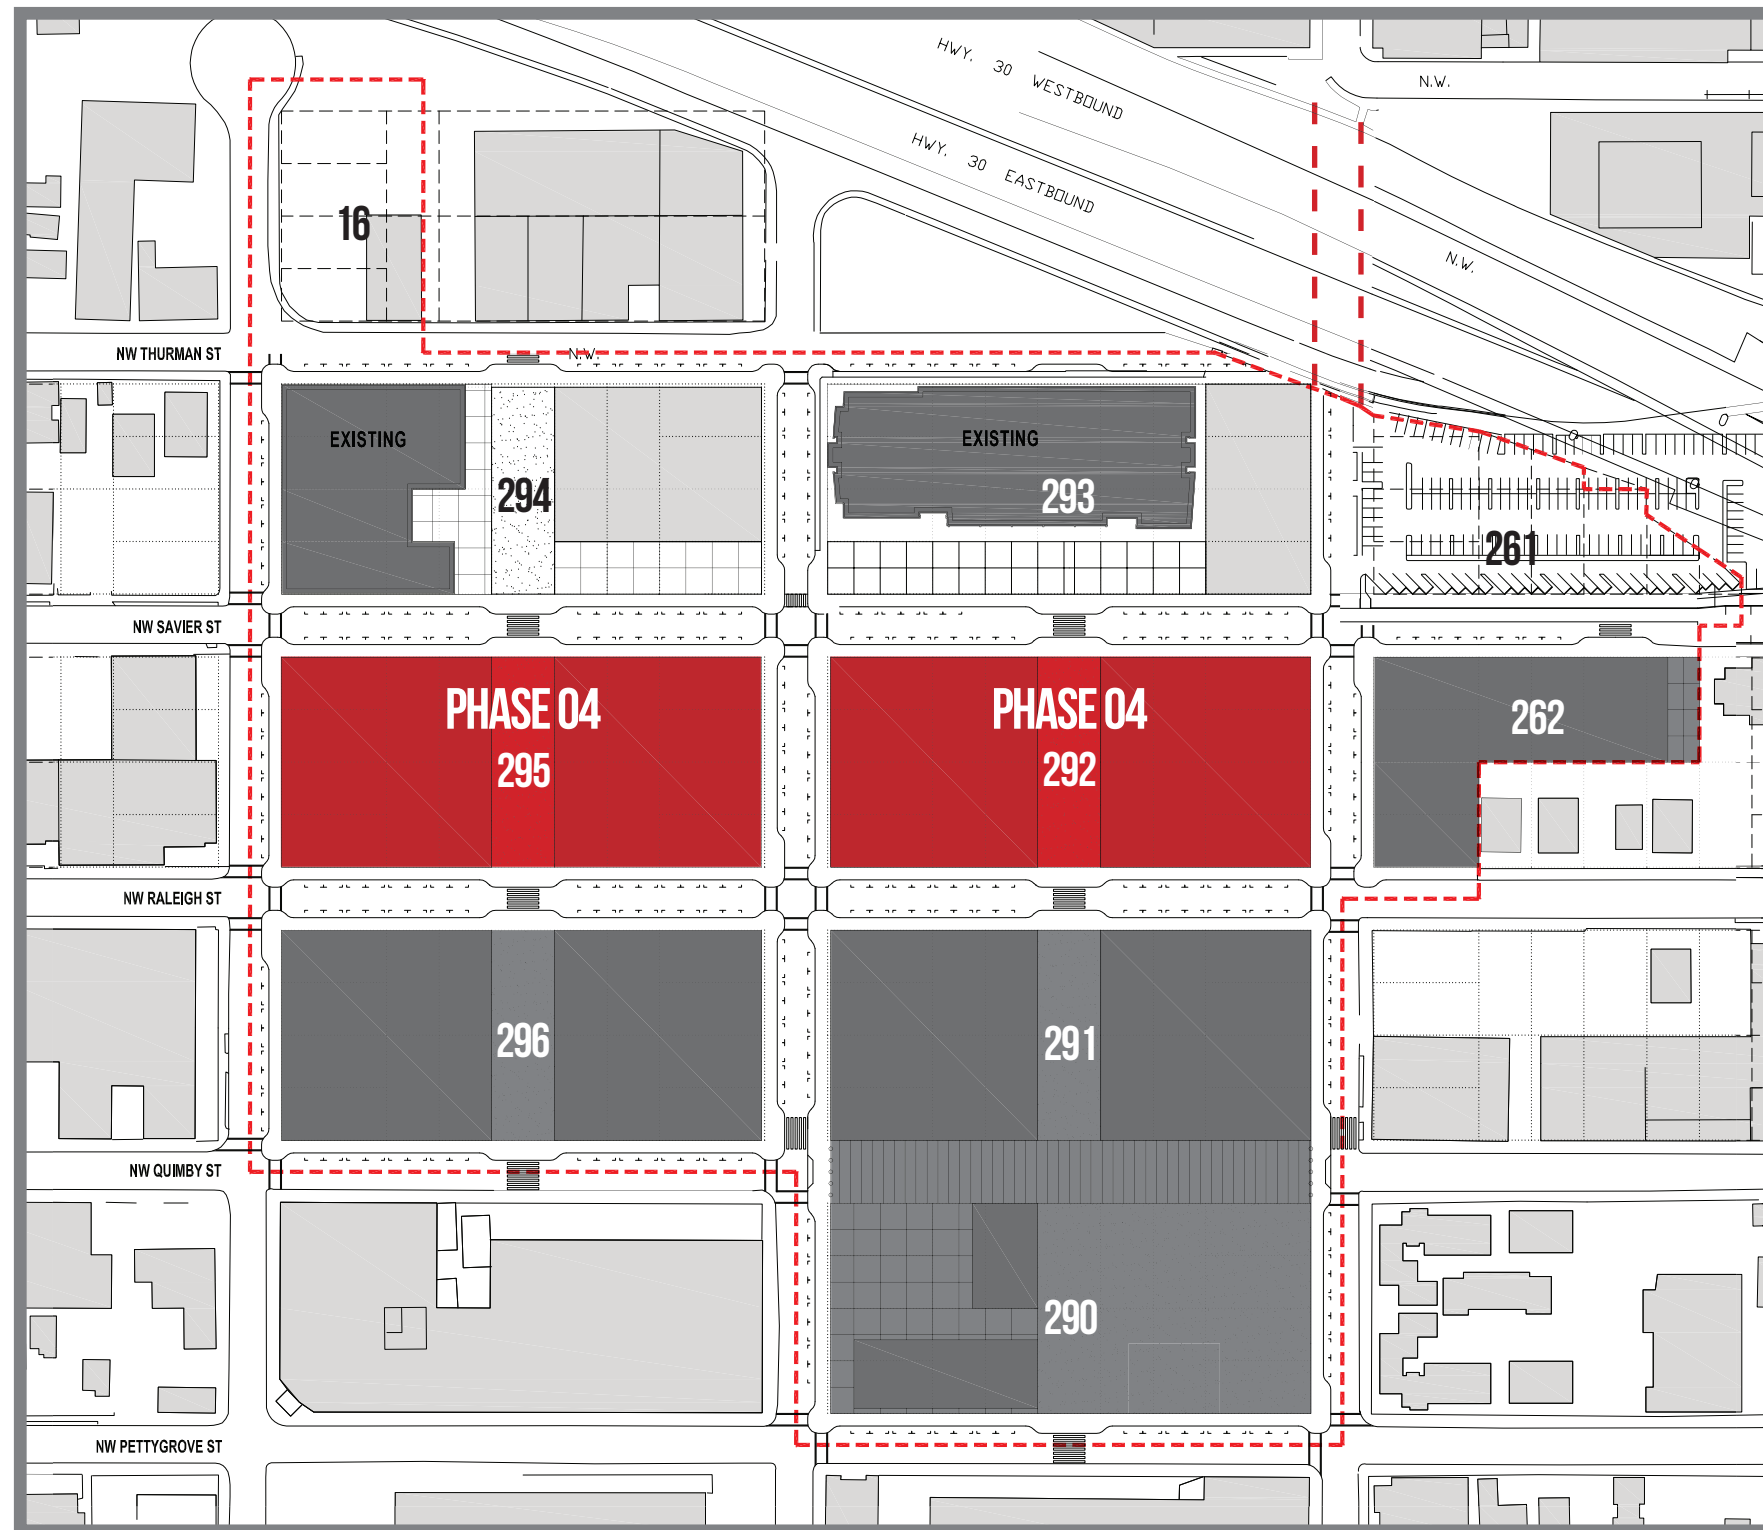 HWY. 30 WESTBOUND
N.W.
HWY. 30 EASTBOUND
16
N.W.
NW THURMAN ST
N.W.
EXISTING
EXISTING
294
293
261
NW SAVIER ST
PHASE 04
295
PHASE 04
292
262
NW RALEIGH ST
296
291
NW QUIMBY ST
290
NW PETTYGROVE ST